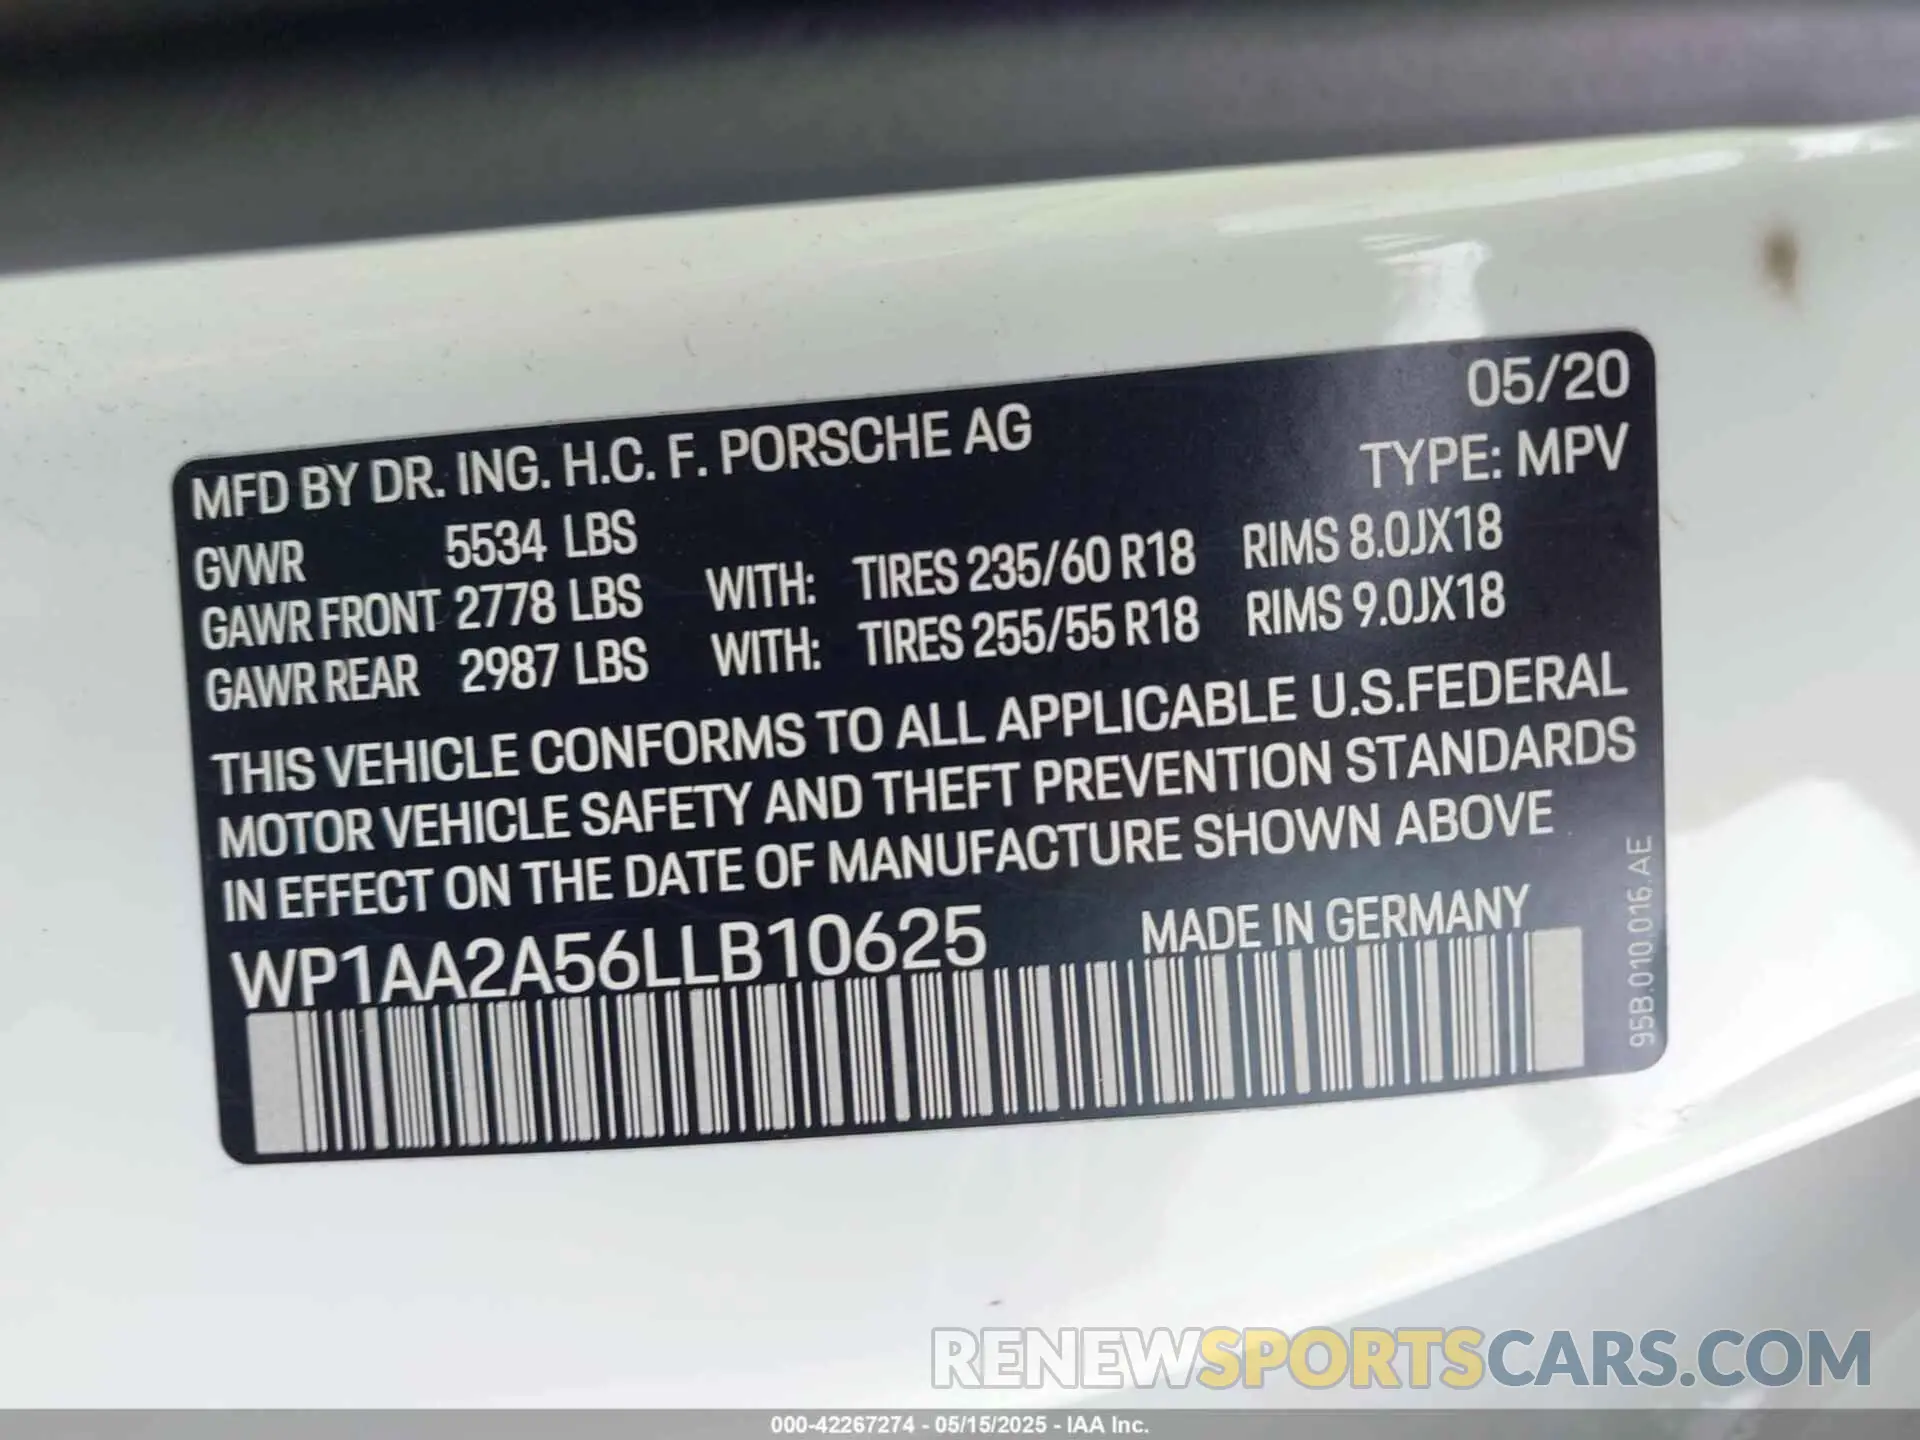 05/20
MFD BY DR. ING. H.C. F. PORSCHE AG TYPE: MPV
GVWR 5534 LBS
GAWR FRONT 2778 LBS WITH: TIRES 235/60 R18 RIMS 8.0JX18
GAWR REAR 2987 LBS WITH: TIRES 255/55 R18 RIMS 9.0JX18
THIS VEHICLE CONFORMS TO ALL APPLICABLE U.S.FEDERAL
MOTOR VEHICLE SAFETY AND THEFT PREVENTION STANDARDS
IN EFFECT ON THE DATE OF MANUFACTURE SHOWN ABOVE
WP1AA2A56LLB10625 MADE IN GERMANY
95B.010.016.AE
RENEWSPORTSCARS.COM
000-42267274 - 05/15/2025 - IAA Inc.